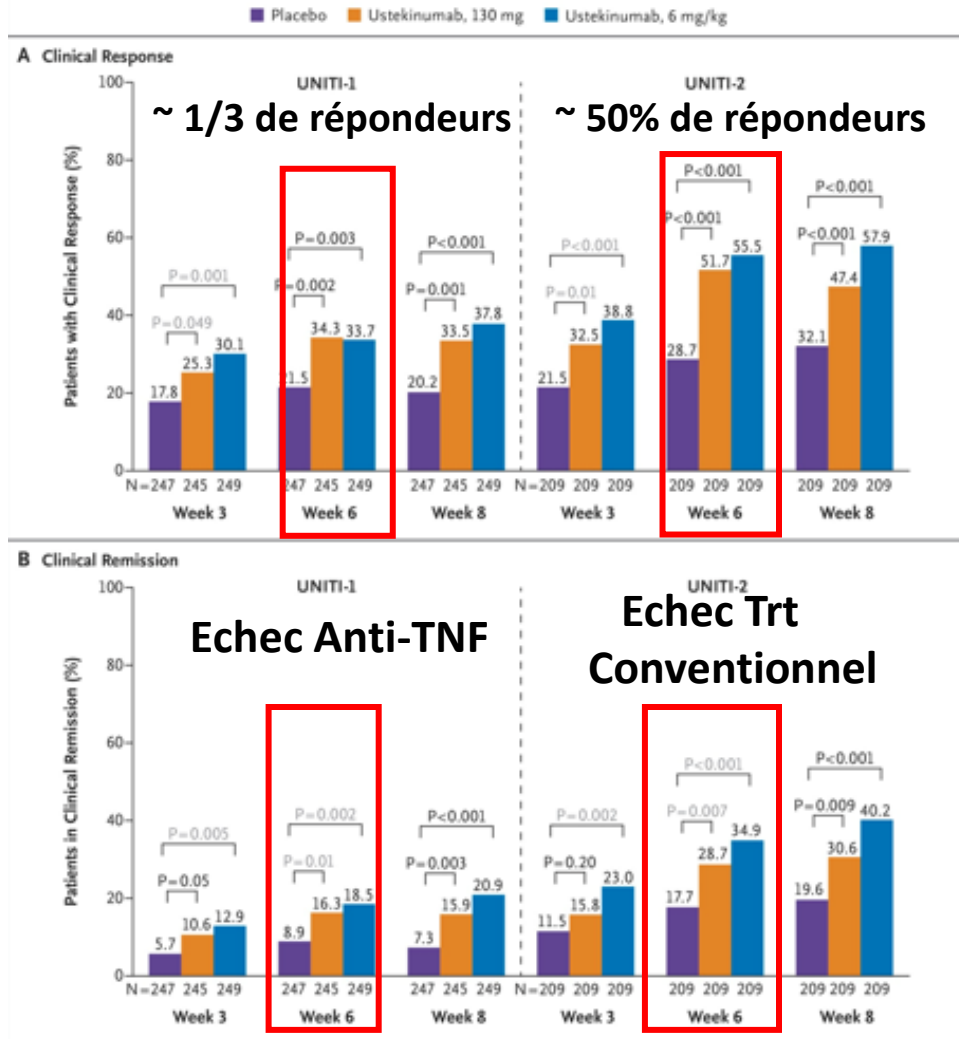 Placebo Ustekinumab, 130 mg Ustekinumab, 6 mg/kg
A Clinical Response
UNITI-1 UNITI-2
~ 1/3 de répondeurs ~ 50% de répondeurs
Patients with Clinical Response (%)
100
80
60
40
20
0
P=0.001
P=0.049
17.8 25.3 30.1
P=0.003
P=0.002
21.5 34.3 33.7
P<0.001
P=0.001
20.2 33.5 37.8
P<0.001
P=0.01
21.5 32.5 38.8
P<0.001
P<0.001
28.7 51.7 55.5
P<0.001
P<0.001
32.1 47.4 57.9
N=247 245 249 247 245 249 247 245 249 N=209 209 209 209 209 209 209 209 209
Week 3 Week 6 Week 8 Week 3 Week 6 Week 8
B Clinical Remission
UNITI-1 UNITI-2
Echec Anti-TNF
Echec Trt
Conventionnel
Patients in Clinical Remission (%)
100
80
60
40
20
0
P=0.005
P=0.05
5.7 10.6 12.9
P=0.002
P=0.01
8.9 16.3 18.5
P<0.001
P=0.003
7.3 15.9 20.9
P=0.002
P=0.20
11.5 15.8 23.0
P<0.001
P=0.007
17.7 28.7 34.9
P<0.001
P=0.009
19.6 30.6 40.2
N=247 245 249 247 245 249 247 245 249 N=209 209 209 209 209 209 209 209 209
Week 3 Week 6 Week 8 Week 3 Week 6 Week 8